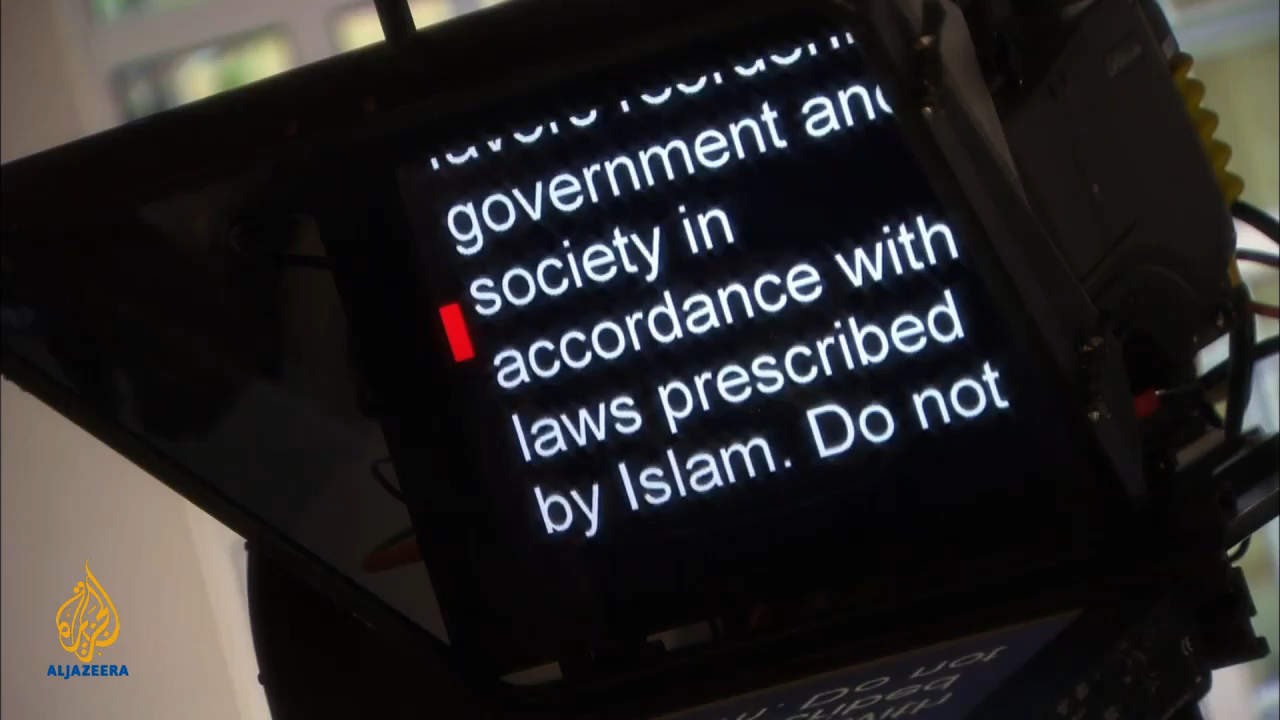 government and
society in
accordance with
laws prescribed
by Islam. Do not
ALJAZEERA